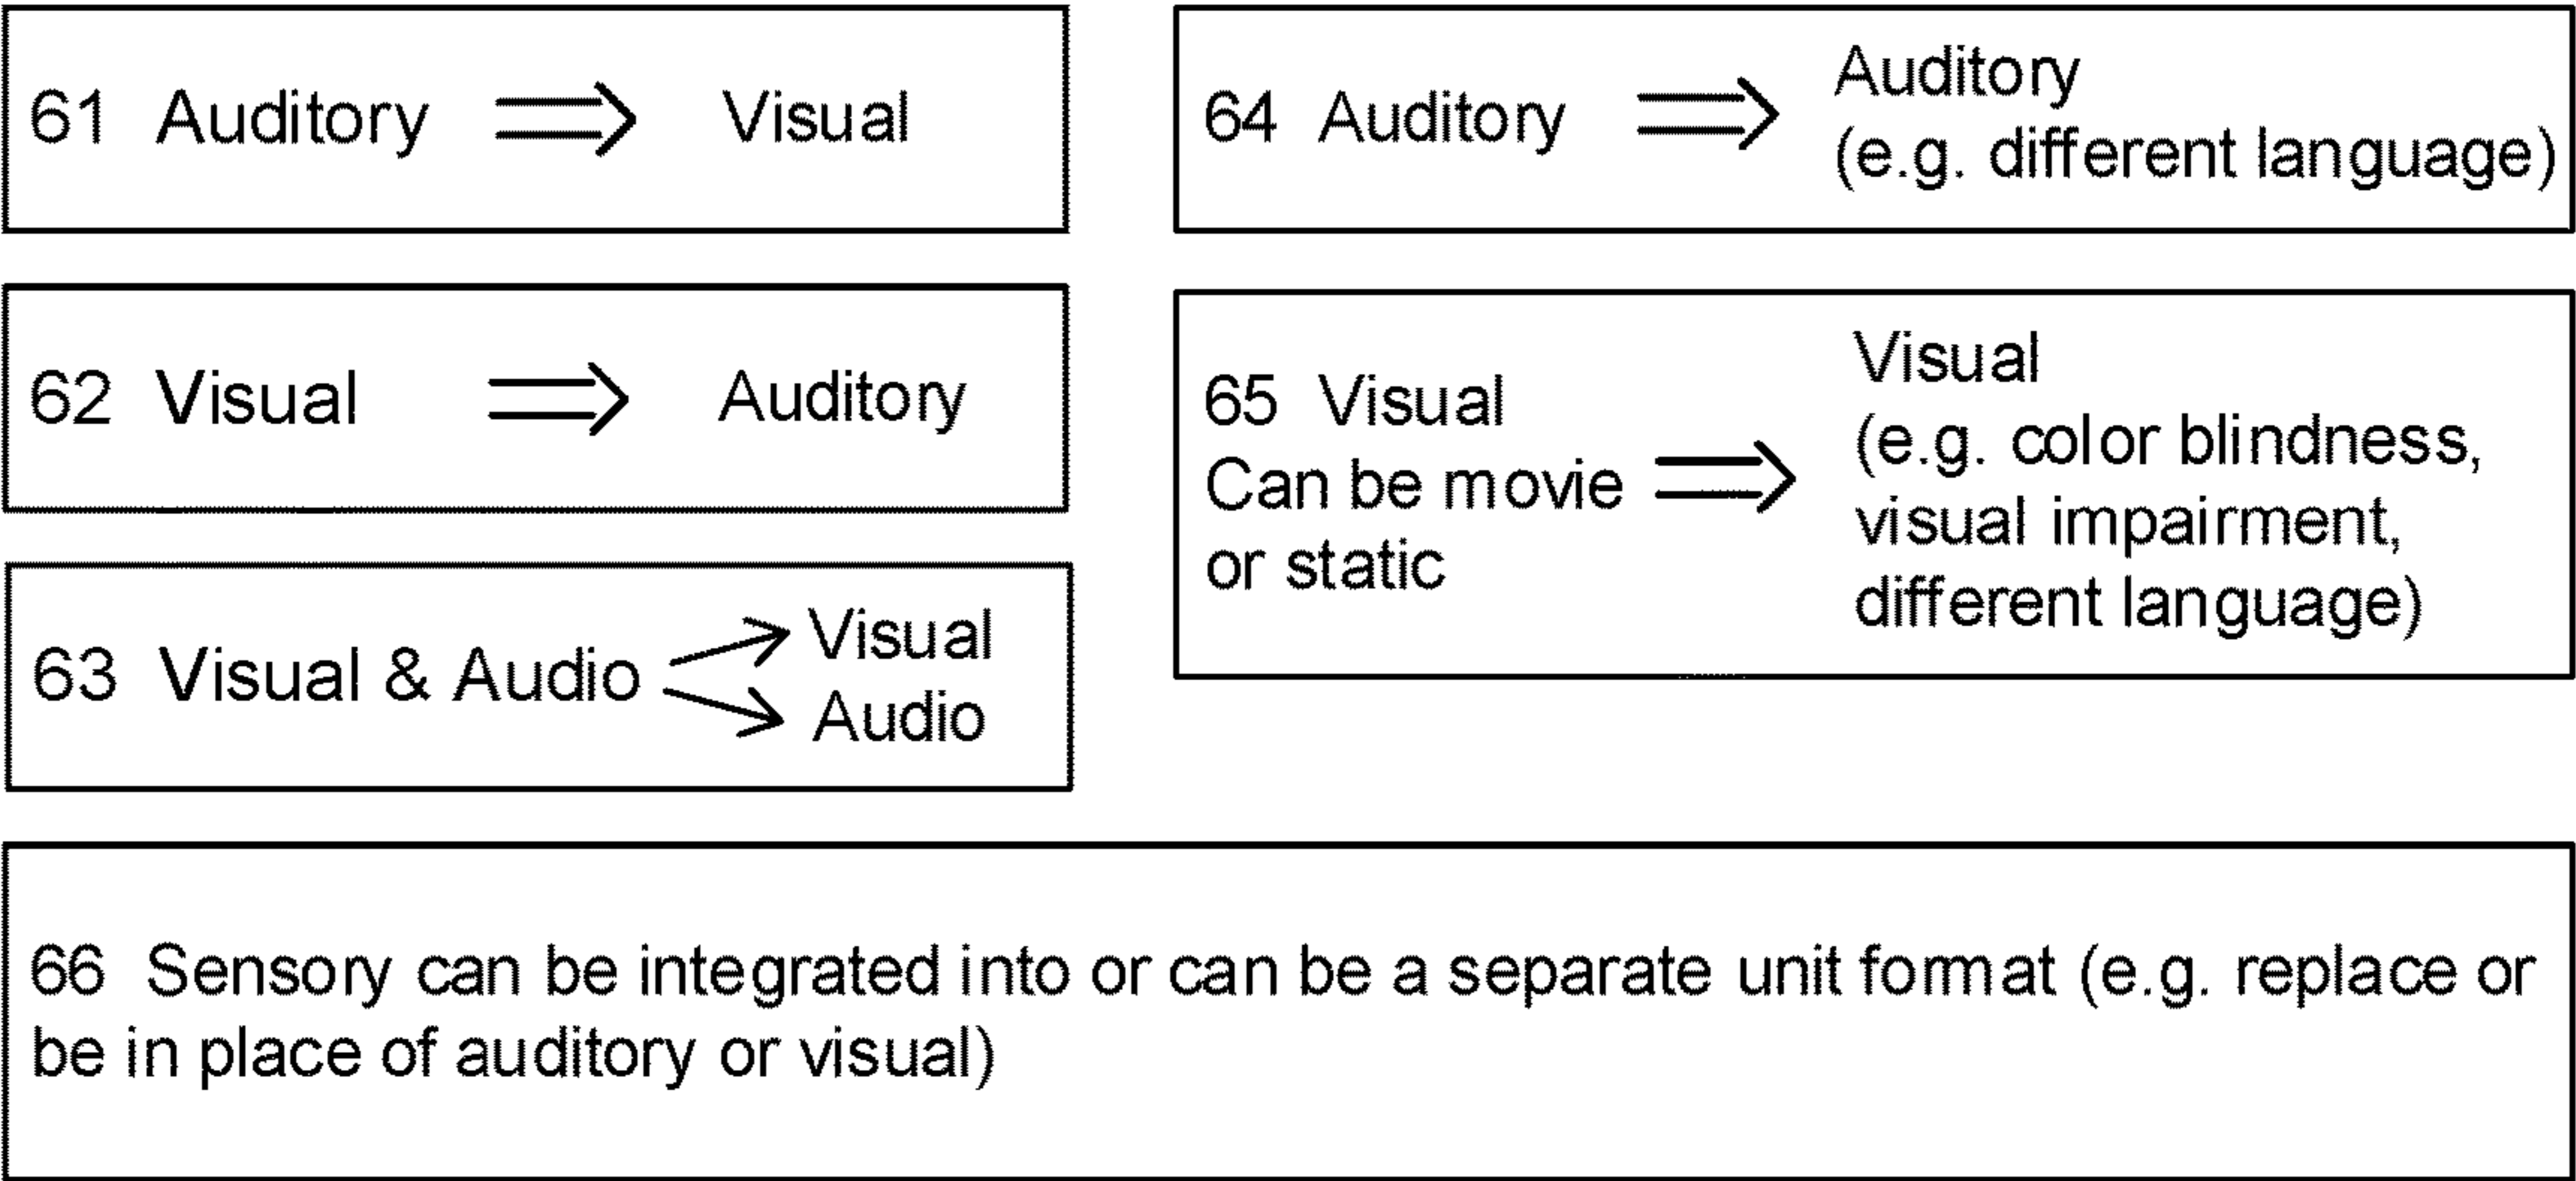 61 Auditory ⇒ Visual
62 Visual ⇒ Auditory
63 Visual & Audio
Visual
Audio
64 Auditory ⇒
Auditory
(e.g. different language)
65 Visual
Can be movie
or static
⇒
Visual
(e.g. color blindness,
visual impairment,
different language)
66 Sensory can be integrated into or can be a separate unit format (e.g. replace or
be in place of auditory or visual)